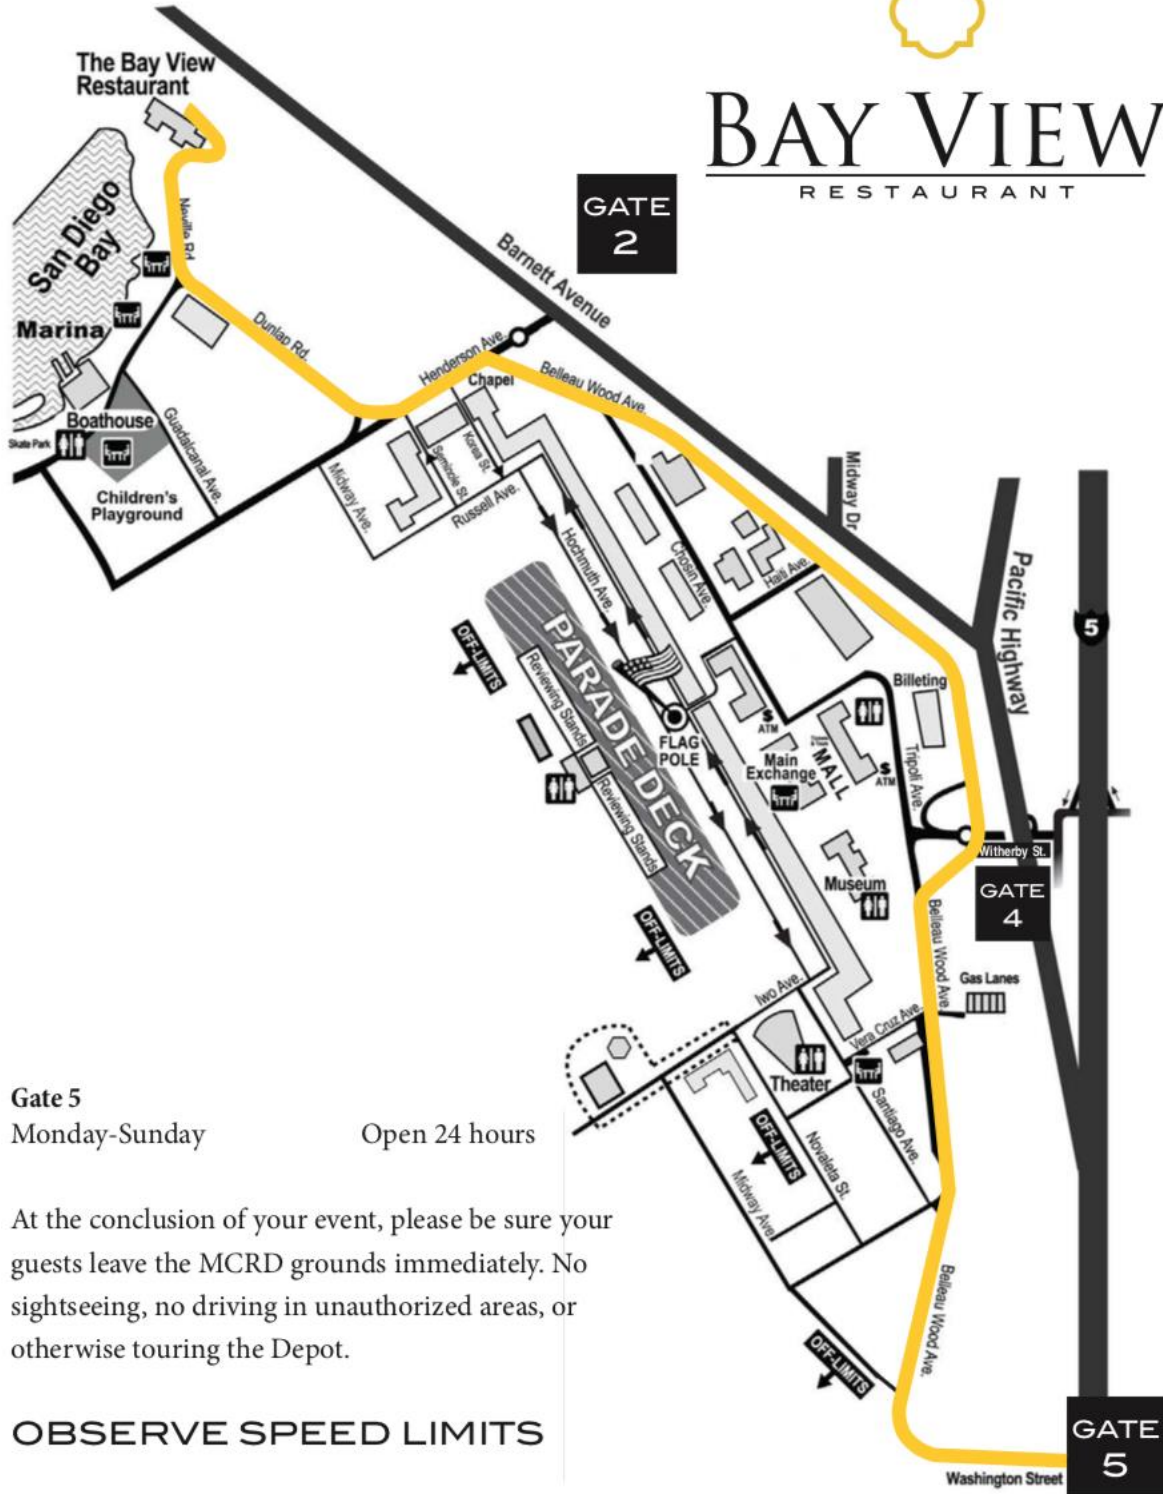 The Bay View
Restaurant
BAY VIEW
RESTAURANT
GATE
2
San Diego
Bay
Neville Rd.
Barnett Avenue
Marina
Dunlap Rd.
Henderson Ave.
Chapel
Belleau Wood Ave.
Skate Park
Boathouse
Guadalcanal Ave.
Children's
Playground
Midway Ave.
Seminole St.
Korea St.
Russell Ave.
Midway Dr
Hochmuth Ave.
Chosin Ave.
Haiti Ave.
Pacific Highway
5
OFF-LIMITS
PARADE DECK
Reviewing Stands
Reviewing Stands
FLAG
POLE
$
ATM
Billeting
Main
Exchange
MALL
$
ATM
Tripoli Ave.
Witherby St.
GATE
4
Museum
Belleau Wood Ave.
OFF-LIMITS
Gas Lanes
Iwo Ave.
Vera Cruz Ave.
Theater
Santiago Ave.
OFF-LIMITS
Novaleta St.
Midway Ave.
Gate 5
Monday-Sunday Open 24 hours
At the conclusion of your event, please be sure your
guests leave the MCRD grounds immediately. No
sightseeing, no driving in unauthorized areas, or
otherwise touring the Depot.
Belleau Wood Ave.
OFF-LIMITS
OBSERVE SPEED LIMITS
GATE
5
Washington Street